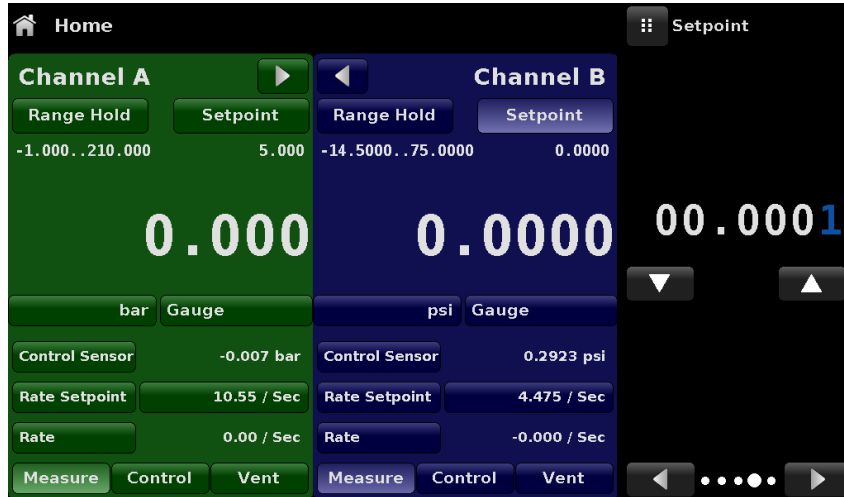 Home
Setpoint
Channel A
Channel B
Range Hold Setpoint
Range Hold Setpoint
-1.000..210.000 5.000
-14.5000..75.0000 0.0000
0.000
0.0000
00.0001
bar Gauge
psi Gauge
Control Sensor -0.007 bar
Control Sensor 0.2923 psi
Rate Setpoint 10.55 / Sec
Rate Setpoint 4.475 / Sec
Rate 0.00 / Sec
Rate -0.000 / Sec
Measure Control Vent
Measure Control Vent